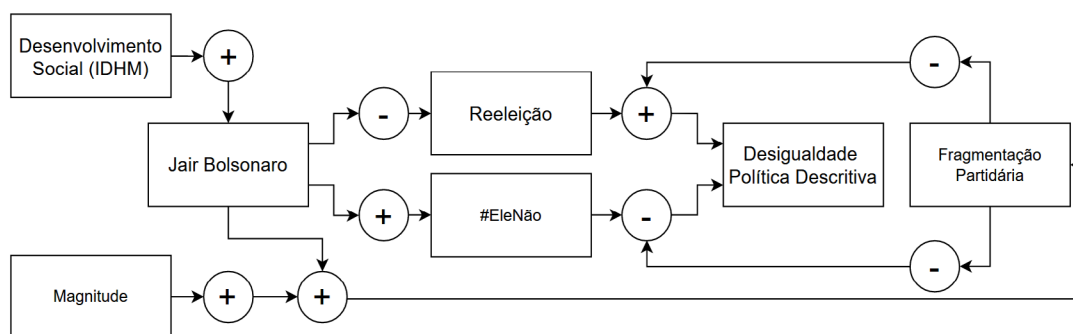 Desenvolvimento
Social (IDHM)
+
-
Reeleição
+
-
Jair Bolsonaro
Desigualdade
Política Descritiva
Fragmentação
Partidária
+
#EleNão
-
-
Magnitude
+
+